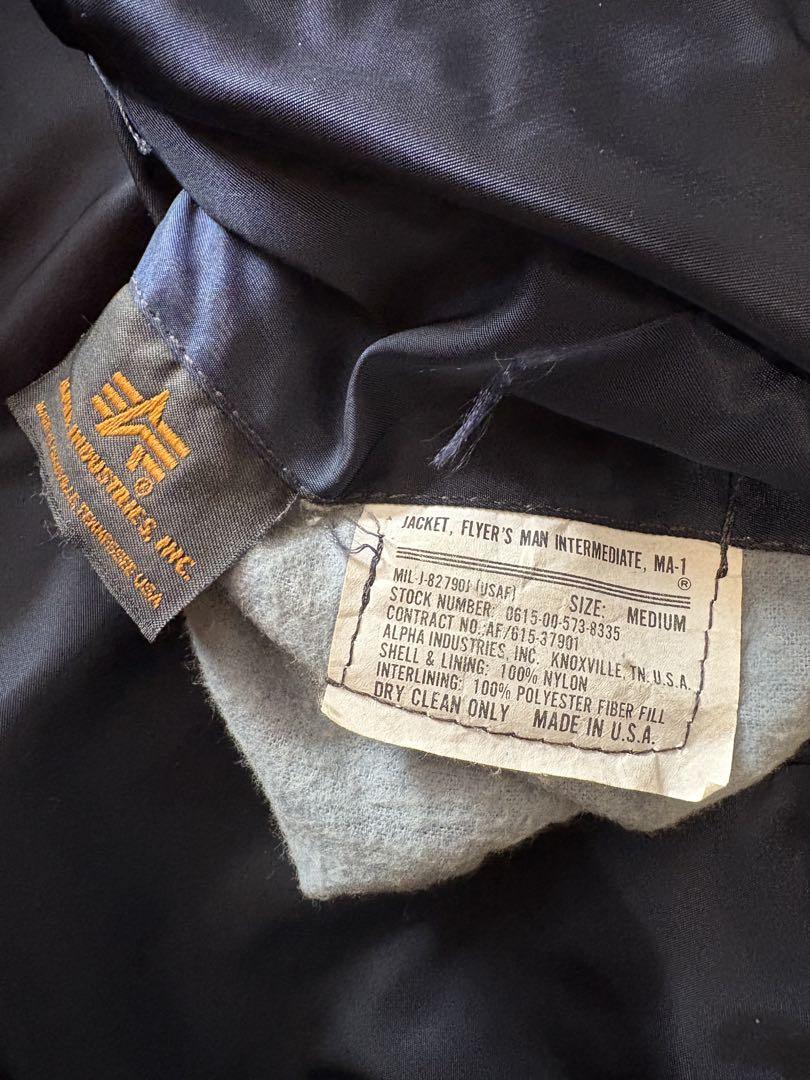 ALPHA INDUSTRIES, INC.
KNOXVILLE, TENNESSEE USA
JACKET, FLYER'S MAN INTERMEDIATE, MA-1
®
MIL-J-82790J (USAF) SIZE: MEDIUM
STOCK NUMBER: 0615-00-573-8335
CONTRACT NO.:AF/615-37901
ALPHA INDUSTRIES, INC. KNOXVILLE, TN. U.S.A.
SHELL & LINING: 100% NYLON
INTERLINING: 100% POLYESTER FIBER FILL
DRY CLEAN ONLY MADE IN U.S.A.